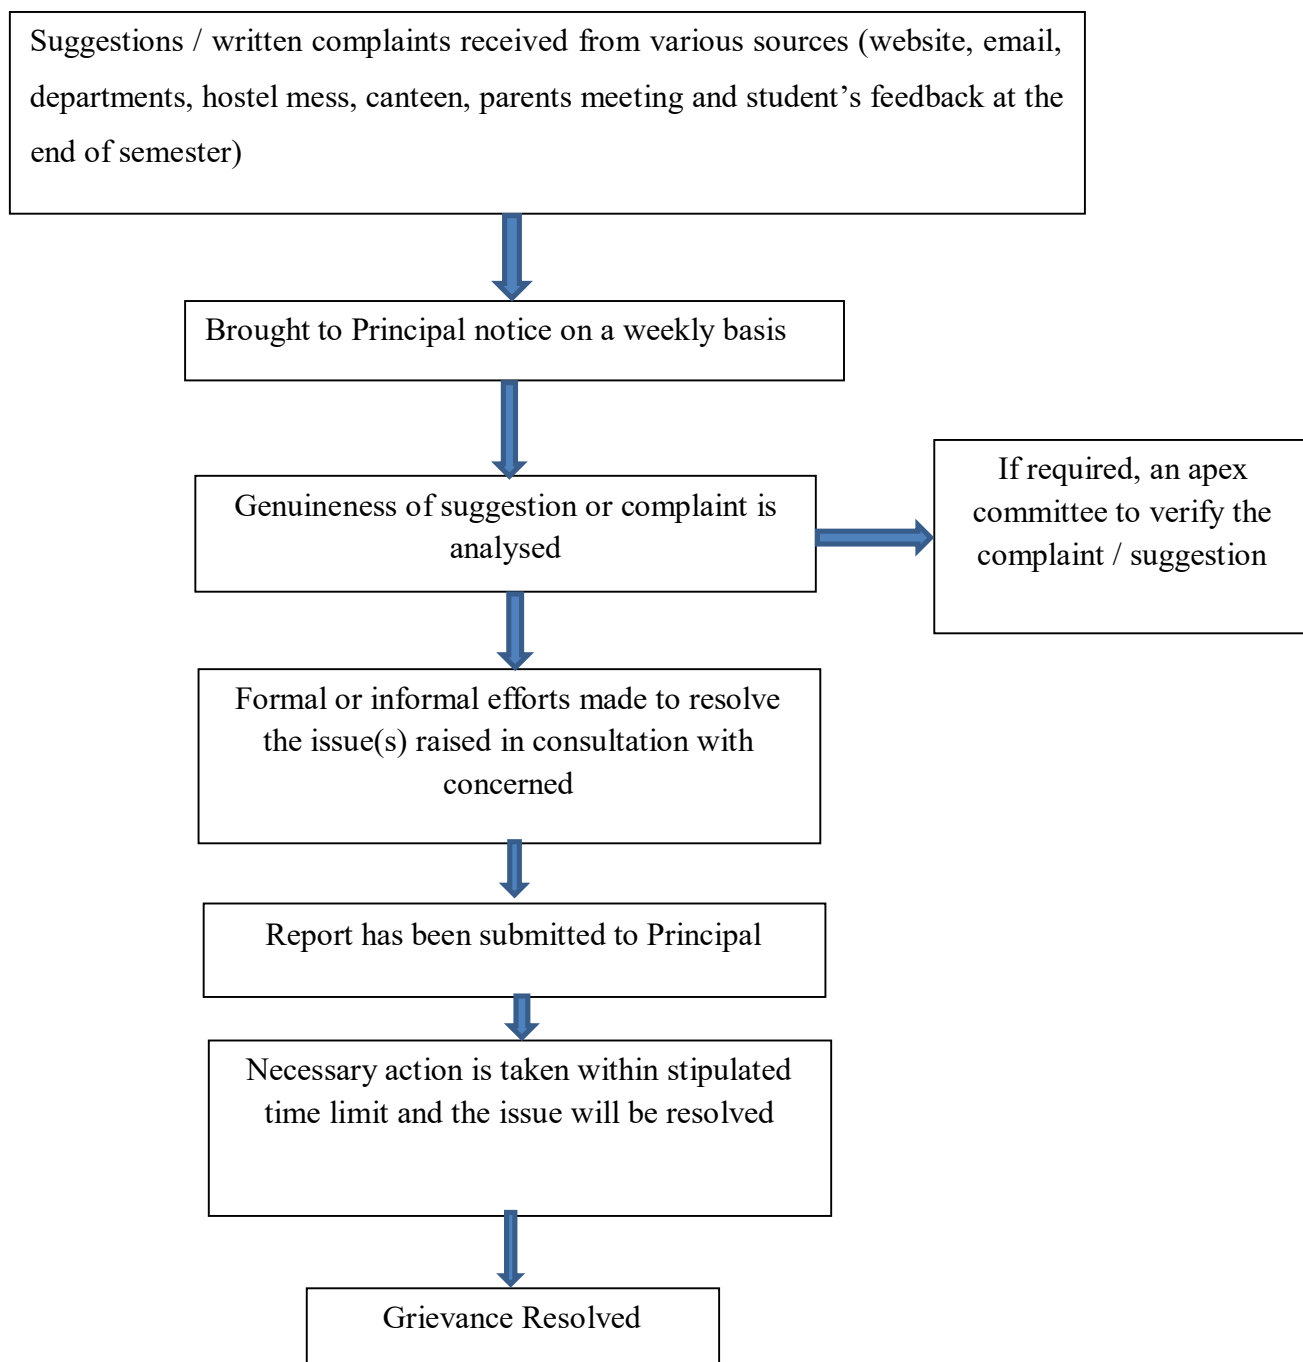 Suggestions / written complaints received from various sources (website, email,
departments, hostel mess, canteen, parents meeting and student’s feedback at the
end of semester)
Brought to Principal notice on a weekly basis
Genuineness of suggestion or complaint is
analysed
If required, an apex
committee to verify the
complaint / suggestion
Formal or informal efforts made to resolve
the issue(s) raised in consultation with
concerned
Report has been submitted to Principal
Necessary action is taken within stipulated
time limit and the issue will be resolved
Grievance Resolved